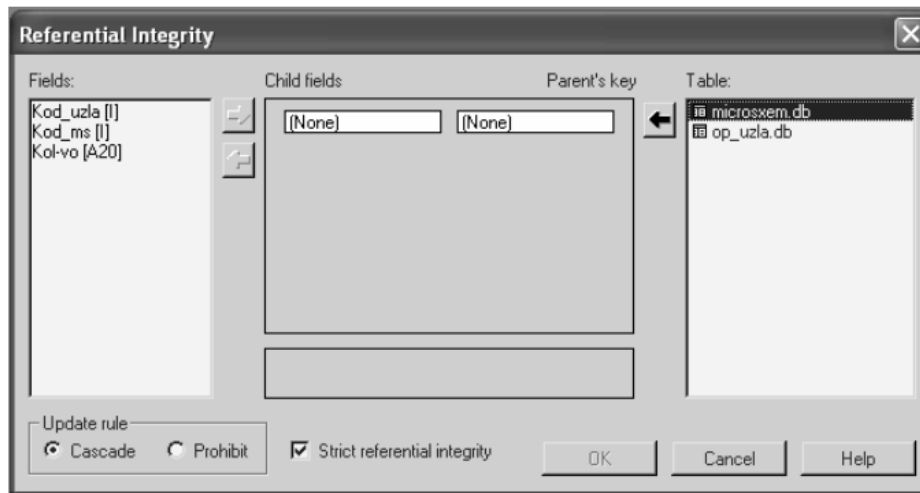 Referential Integrity
Fields:
Child fields
Parent's key
Table:
Kod_uzla [I]
Kod_ms [I]
Kol-vo [A20]
(None)
(None)
microsxem.db
op_uzla.db
Update rule
Cascade
Prohibit
Strict referential integrity
OK
Cancel
Help